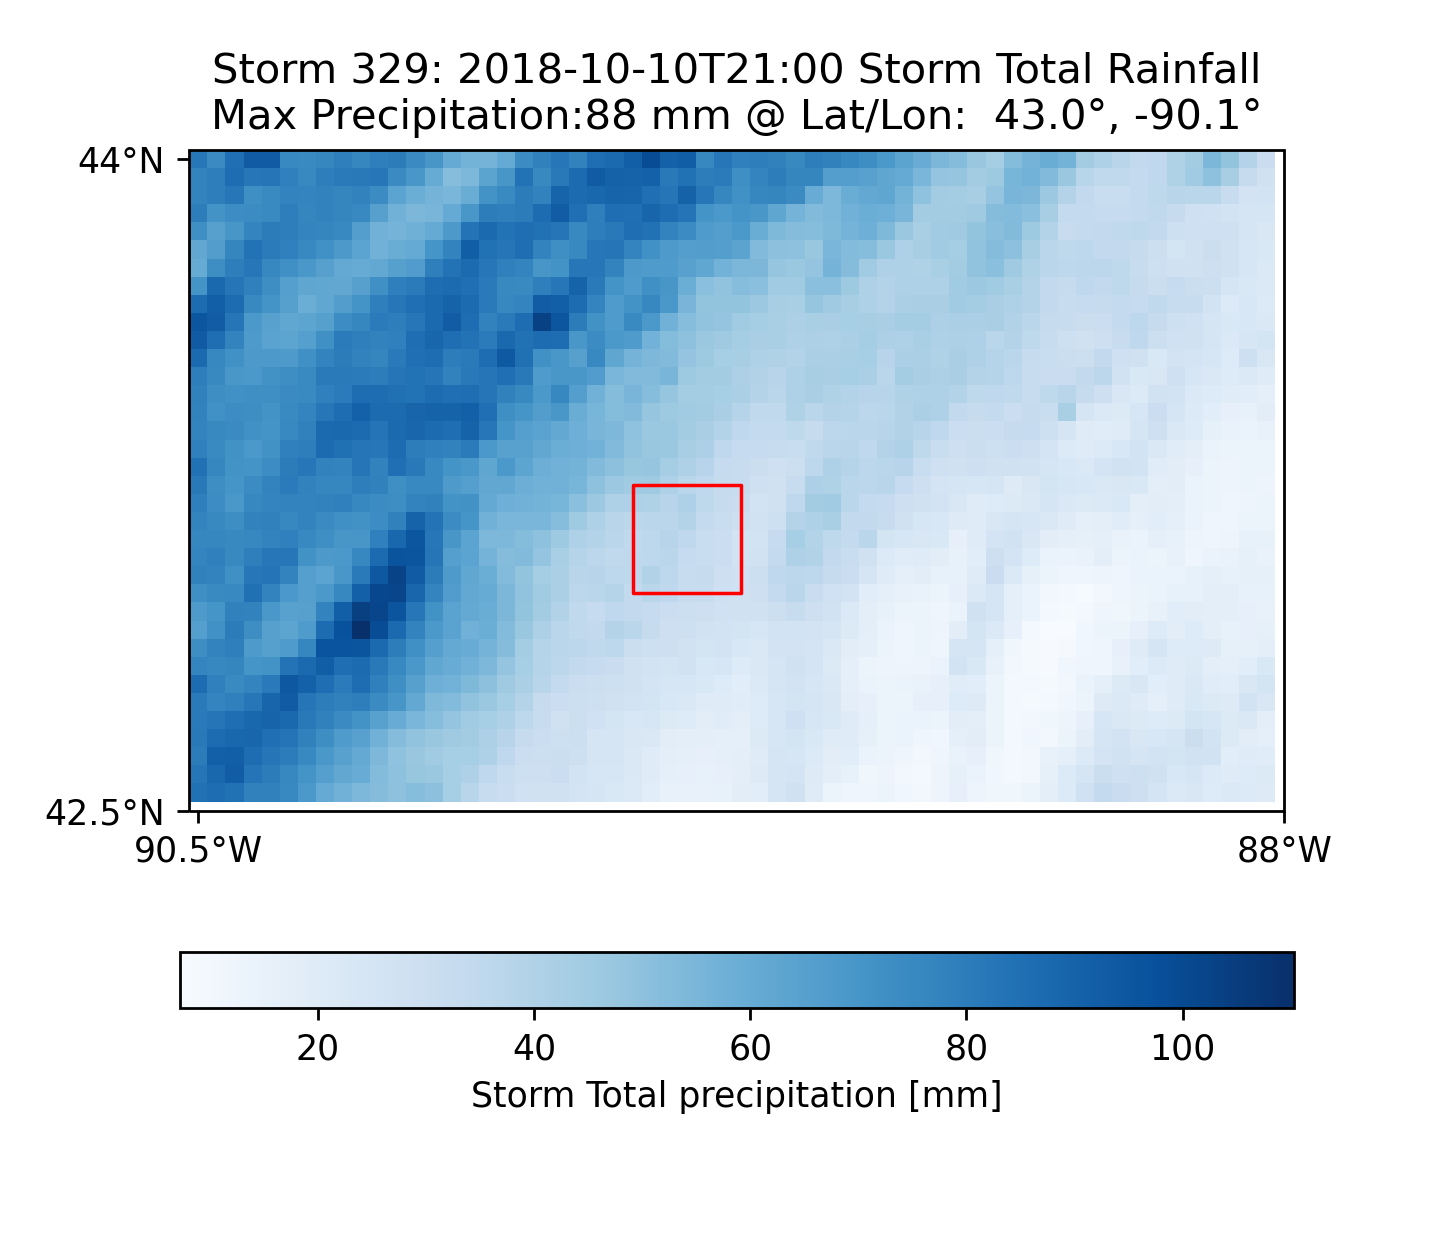 Storm 329: 2018-10-10T21:00 Storm Total Rainfall
Max Precipitation:88 mm @ Lat/Lon:  43.0°, -90.1°
44°N
42.5°N
90.5°W 88°W
20 40 60 80 100
Storm Total precipitation [mm]